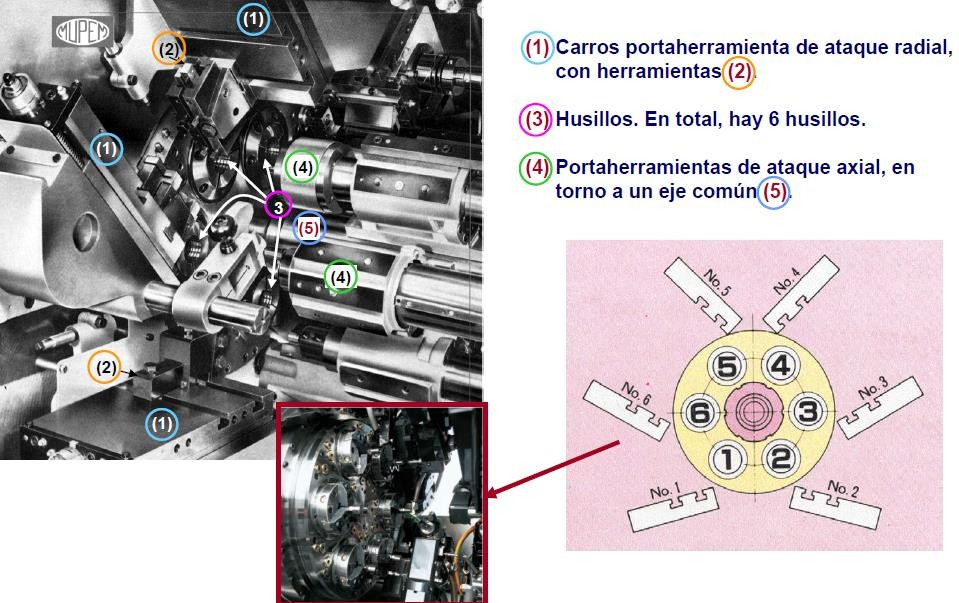 MUPEM
(1)
(2)
(1)
(4)
3
(5)
(4)
(2)
(1)
(1) Carros portaherramienta de ataque radial,
con herramientas (2).
(3) Husillos. En total, hay 6 husillos.
(4) Portaherramientas de ataque axial, en
torno a un eje común (5).
No.5
No.4
5
4
No.6
6
3
No.3
1
2
No.1
No.2